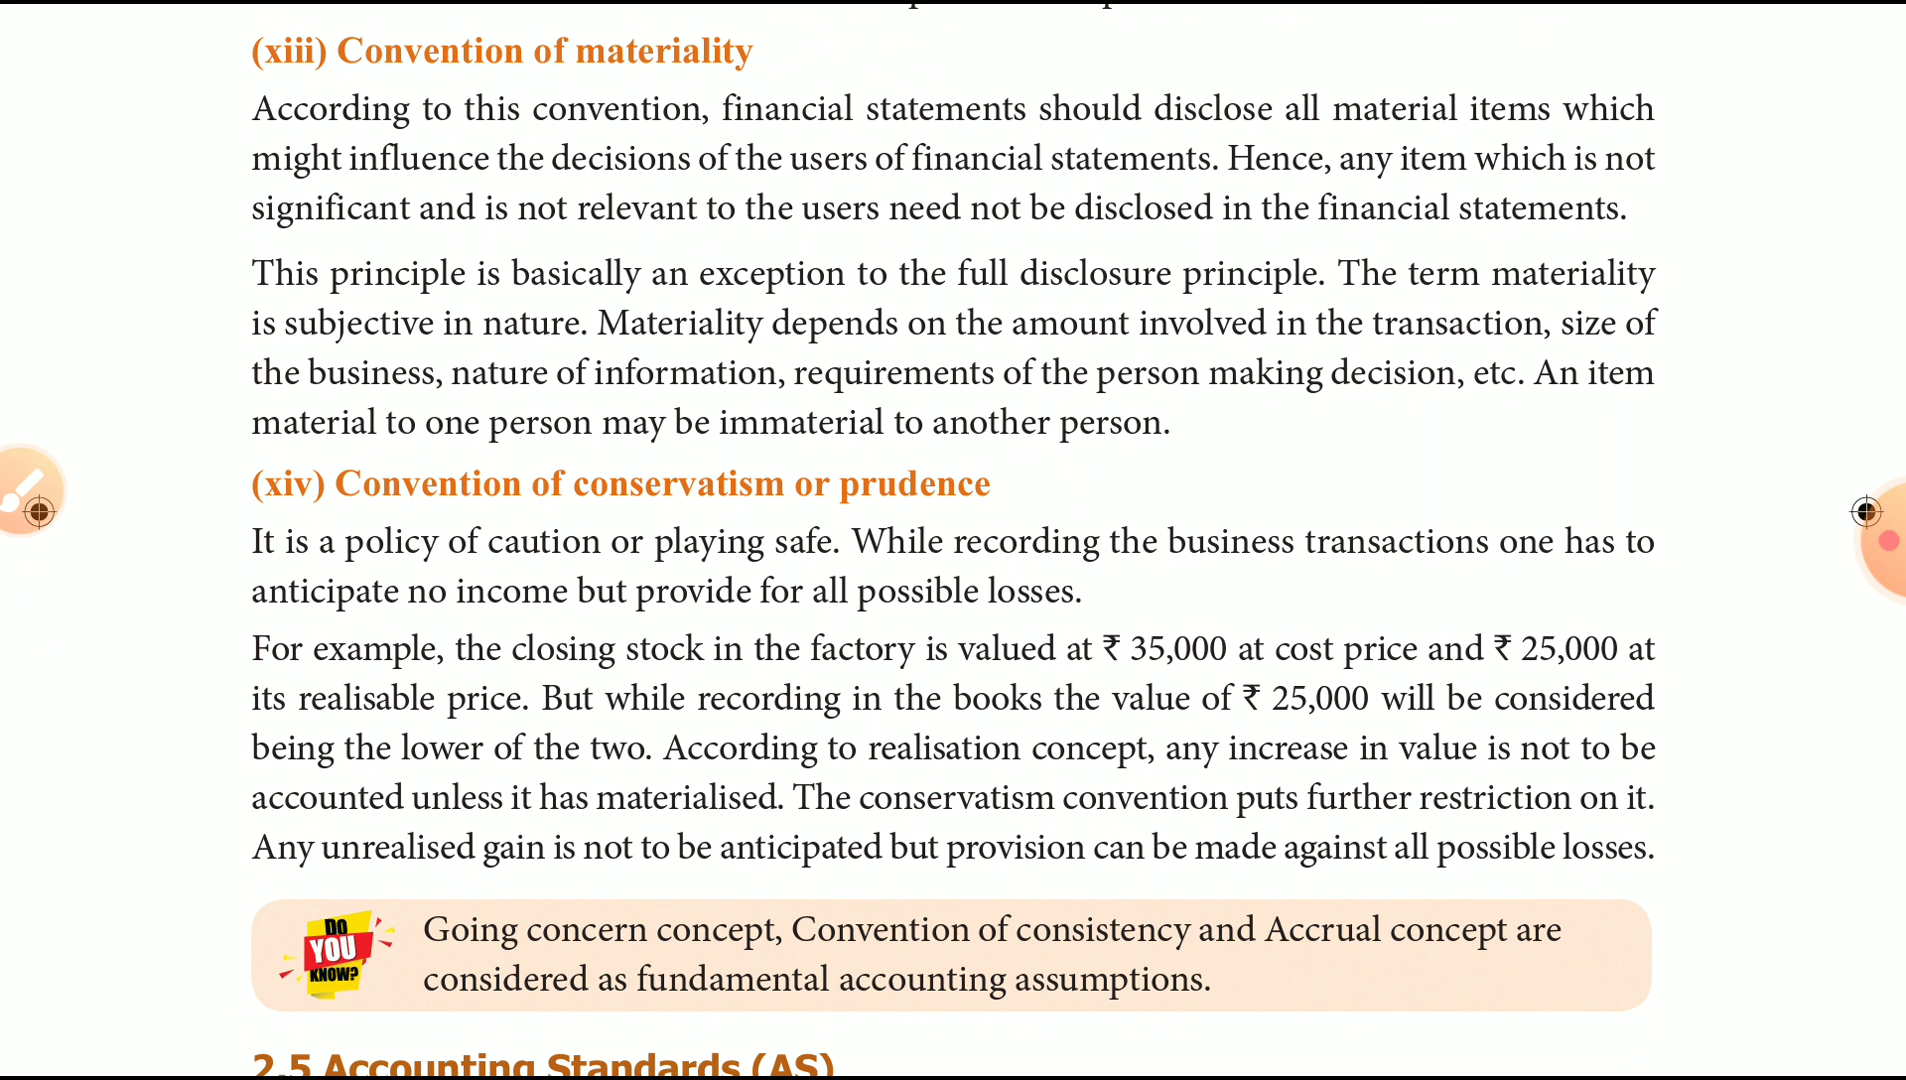 (xiii) Convention of materiality
According to this convention, financial statements should disclose all material items which
might influence the decisions of the users of financial statements. Hence, any item which is not
significant and is not relevant to the users need not be disclosed in the financial statements.
This principle is basically an exception to the full disclosure principle. The term materiality
is subjective in nature. Materiality depends on the amount involved in the transaction, size of
the business, nature of information, requirements of the person making decision, etc. An item
material to one person may be immaterial to another person.
(xiv) Convention of conservatism or prudence
It is a policy of caution or playing safe. While recording the business transactions one has to
anticipate no income but provide for all possible losses.
For example, the closing stock in the factory is valued at ₹ 35,000 at cost price and ₹ 25,000 at
its realisable price. But while recording in the books the value of ₹ 25,000 will be considered
being the lower of the two. According to realisation concept, any increase in value is not to be
accounted unless it has materialised. The conservatism convention puts further restriction on it.
Any unrealised gain is not to be anticipated but provision can be made against all possible losses.
DO
YOU
KNOW?
Going concern concept, Convention of consistency and Accrual concept are
considered as fundamental accounting assumptions.
2.5 Accounting Standards (AS)